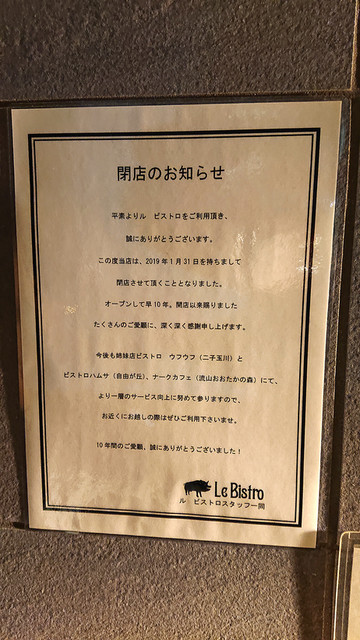 閉店のお知らせ
平素よりル ビストロをご利用頂き、
誠にありがとうございます。
この度当店は、2019年1月31日を持ちまして
閉店させて頂くこととなりました。
オープンして早10年。開店以来賜りました
たくさんのご愛顧に、深く深く感謝申し上げます。
今後も姉妹店ビストロ ウフウフ（二子玉川）と
ビストロハムサ（自由が丘）、ナークカフェ（流山おおたかの森）にて、
より一層のサービス向上に努めて参りますので、
お近くにお越しの際はぜひご利用下さいませ。
10年間のご愛顧、誠にありがとうございました！
Le Bistro
ル ビストロスタッフ一同